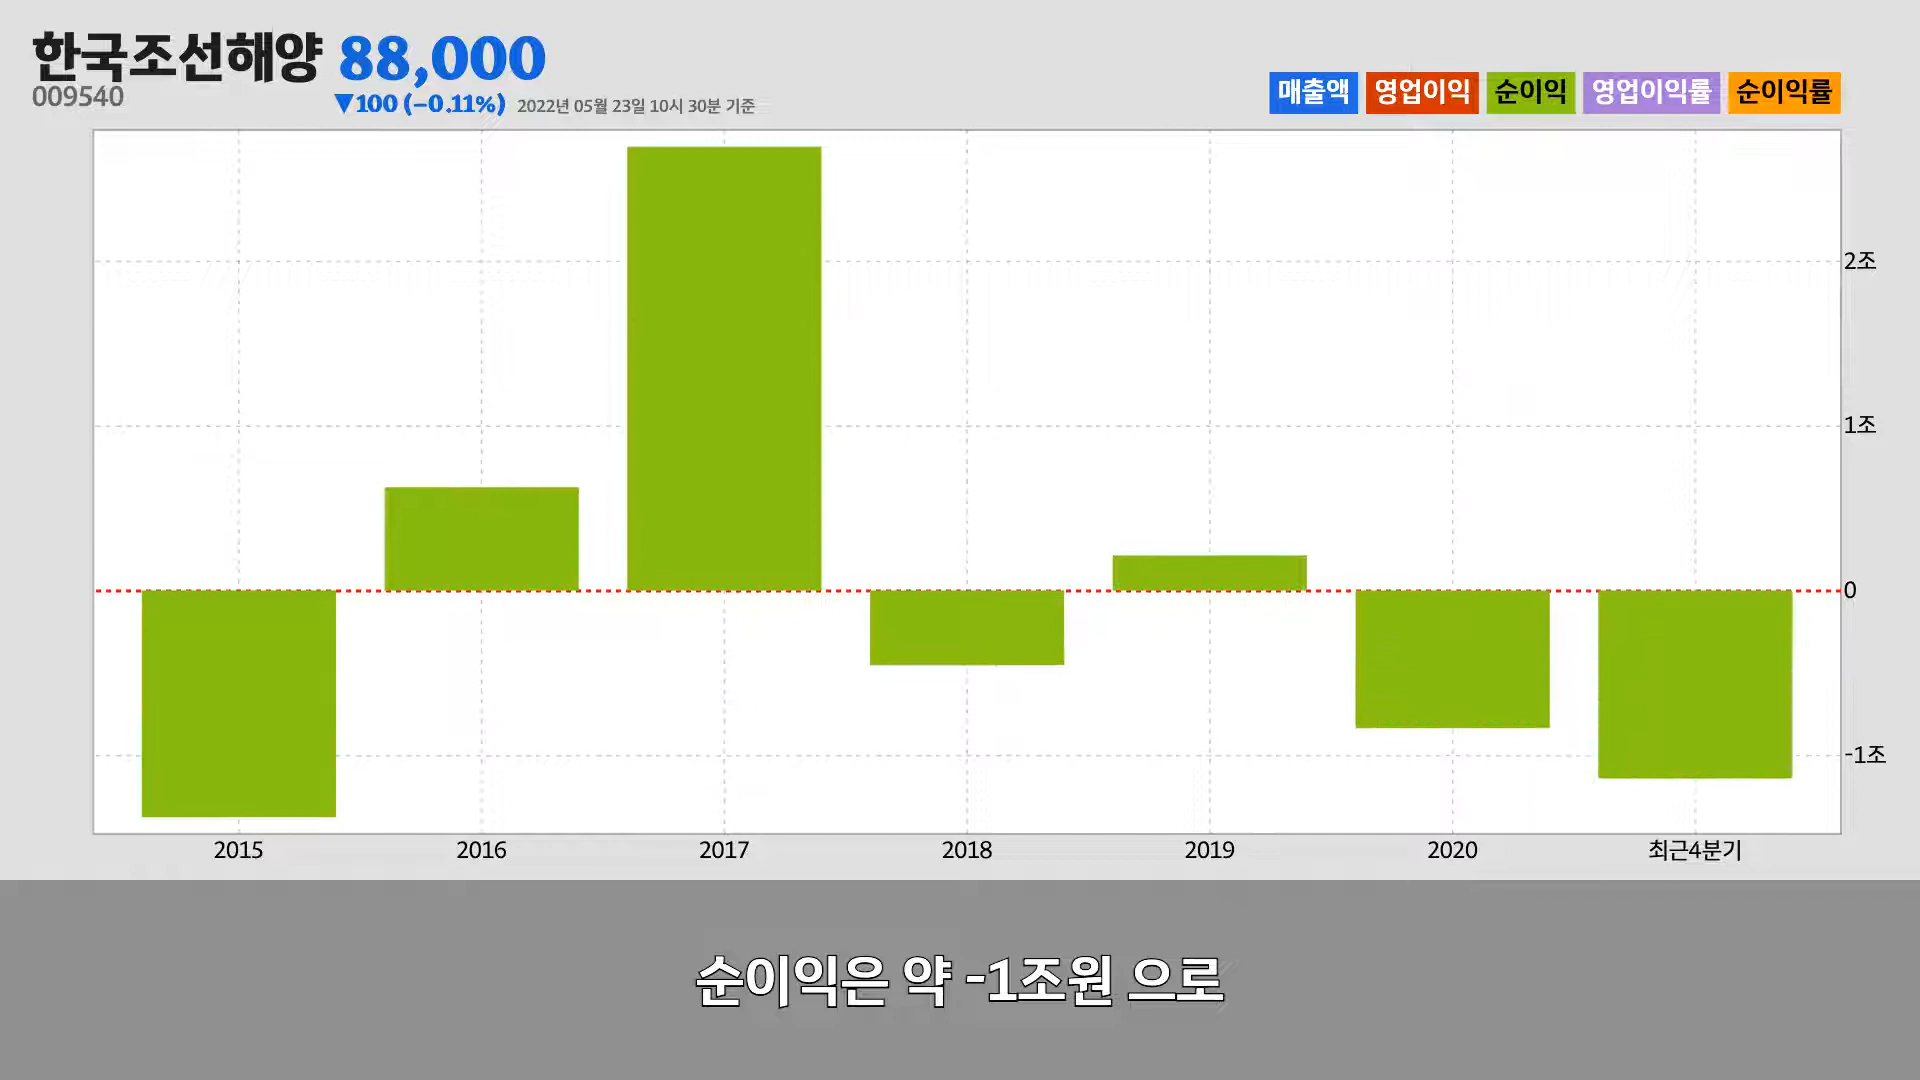 한국조선해양 88,000
009540
▼100 (−0.11%) 2022년 05월 23일 10시 30분 기준
매출액 영업이익 순이익 영업이익률 순이익률
2조
1조
0
-1조
2015 2016 2017 2018 2019 2020 최근4분기
순이익은 약 -1조원 으로